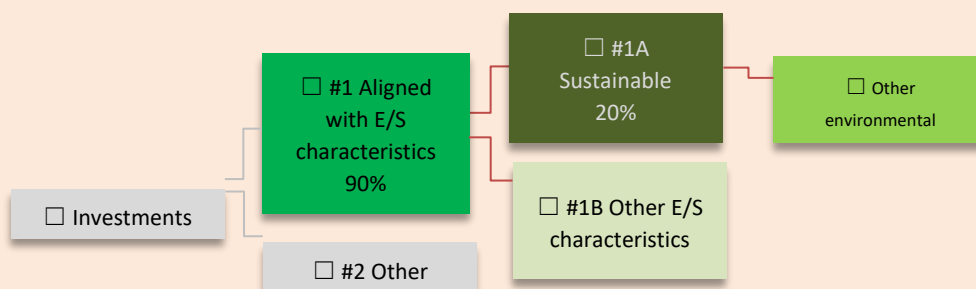 ☐ Investments
☐ #1 Aligned
with E/S
characteristics
90%
☐ #2 Other
☐ #1A
Sustainable
20%
☐ #1B Other E/S
characteristics
☐ Other
environmental